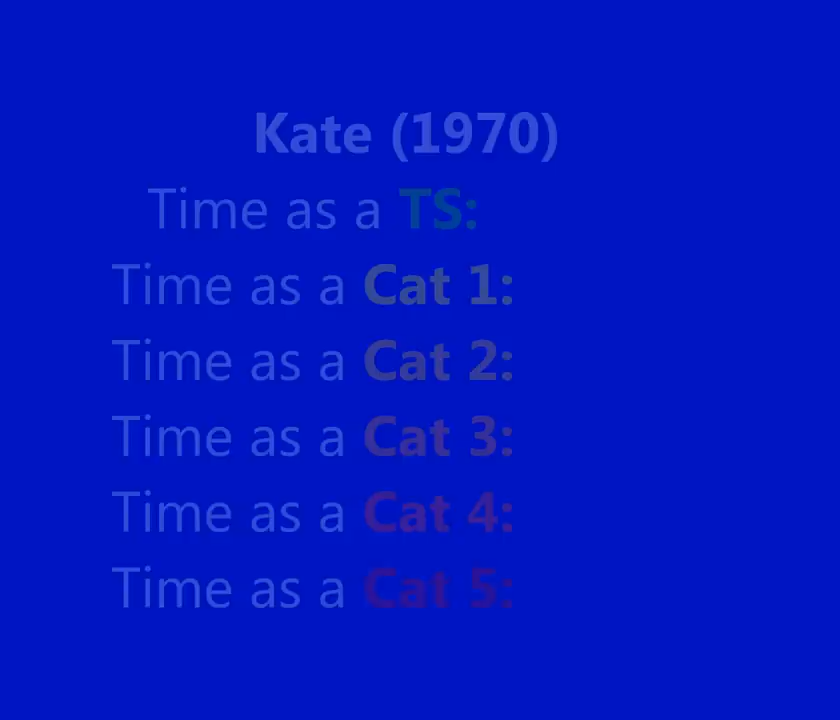 Kate (1970)
Time as a TS:
Time as a Cat 1:
Time as a Cat 2:
Time as a Cat 3:
Time as a Cat 4:
Time as a Cat 5: